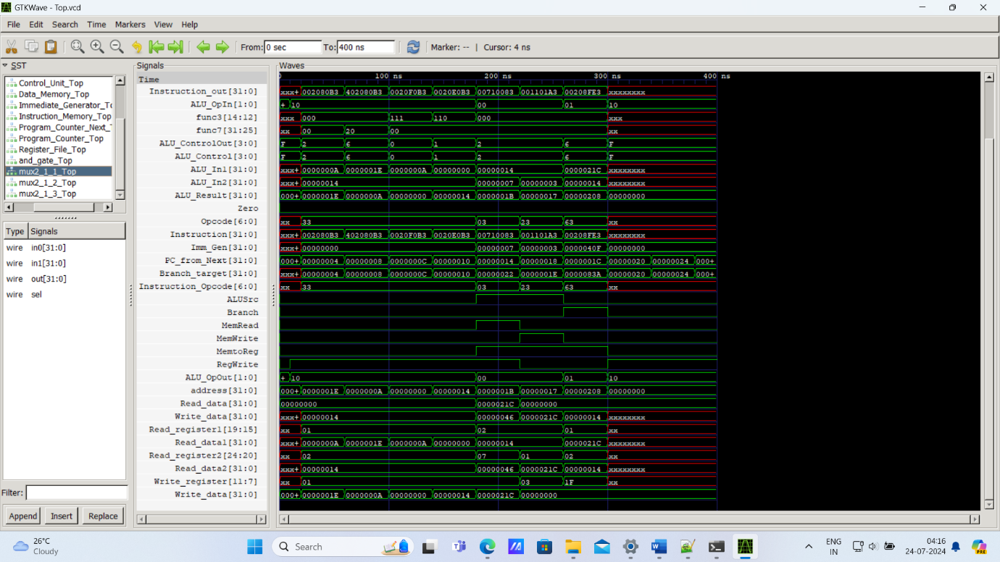 GTKWave - Top.vcd
File Edit Search Time Markers View Help
From: 0 sec To: 400 ns Marker: -- | Cursor: 4 ns
SST
Control_Unit_Top
Data_Memory_Top
Immediate_Generator_Tc
Instruction_Memory_Top
Program_Counter_Next_
Program_Counter_Top
Register_File_Top
and_gate_Top
mux2_1_1_Top
mux2_1_2_Top
mux2_1_3_Top
Type Signals
wire in0[31:0]
wire in1[31:0]
wire out[31:0]
wire sel
Filter:
Append Insert Replace
Signals
Waves
Time 0 100 ns 200 ns 300 ns 400 ns
Instruction_out[31:0] xxx+ 002080B3 402080B3 0020F0B3 0020E0B3 00710083 001101A3 00208FE3 xxxxxxxx
ALU_OpIn[1:0] + 10 00 01 10
func3[14:12] xxx 000 111 110 000 xxx
func7[31:25] xx 00 20 00 xx
ALU_ControlOut[3:0] F 2 6 0 1 2 6 F
ALU_Control[3:0] F 2 6 0 1 2 6 F
ALU_In1[31:0] xxx+ 0000000A 0000001E 0000000A 00000000 00000014 0000021C xxxxxxxx
ALU_In2[31:0] xxx+ 00000014 00000007 00000003 00000014 xxxxxxxx
ALU_Result[31:0] 000+ 0000001E 0000000A 00000000 00000014 0000001B 00000017 00000208 00000000
Zero
Opcode[6:0] xx 33 03 23 63 xx
Instruction[31:0] xxx+ 002080B3 402080B3 0020F0B3 0020E0B3 00710083 001101A3 00208FE3 xxxxxxxx
Imm_Gen[31:0] xxx+ 00000000 00000007 00000003 0000040F 00000000
PC_from_Next[31:0] 000+ 00000004 00000008 0000000C 00000010 00000014 00000018 0000001C 00000020 00000024 000+
Branch_target[31:0] xxx+ 00000004 00000008 0000000C 00000010 00000022 0000001E 0000083A 00000020 00000024 000+
Instruction_Opcode[6:0] xx 33 03 23 63 xx
ALUSrc
Branch
MemRead
MemWrite
MemtoReg
RegWrite
ALU_OpOut[1:0] + 10 00 01 10
address[31:0] 000+ 0000001E 0000000A 00000000 00000014 0000001B 00000017 00000208 00000000
Read_data[31:0] 00000000 0000021C 00000000
Write_data[31:0] xxx+ 00000014 00000046 0000021C 00000014 xxxxxxxx
Read_register1[19:15] xx 01 02 01 xx
Read_data1[31:0] xxx+ 0000000A 0000001E 0000000A 00000000 00000014 0000021C xxxxxxxx
Read_register2[24:20] xx 02 07 01 02 xx
Read_data2[31:0] xxx+ 00000014 00000046 0000021C 00000014 xxxxxxxx
Write_register[11:7] xx 01 03 1F xx
Write_data[31:0] 000+ 0000001E 0000000A 00000000 00000014 0000021C 00000000
26°C
Cloudy
Search
ENG
IN
04:16
24-07-2024
PRE